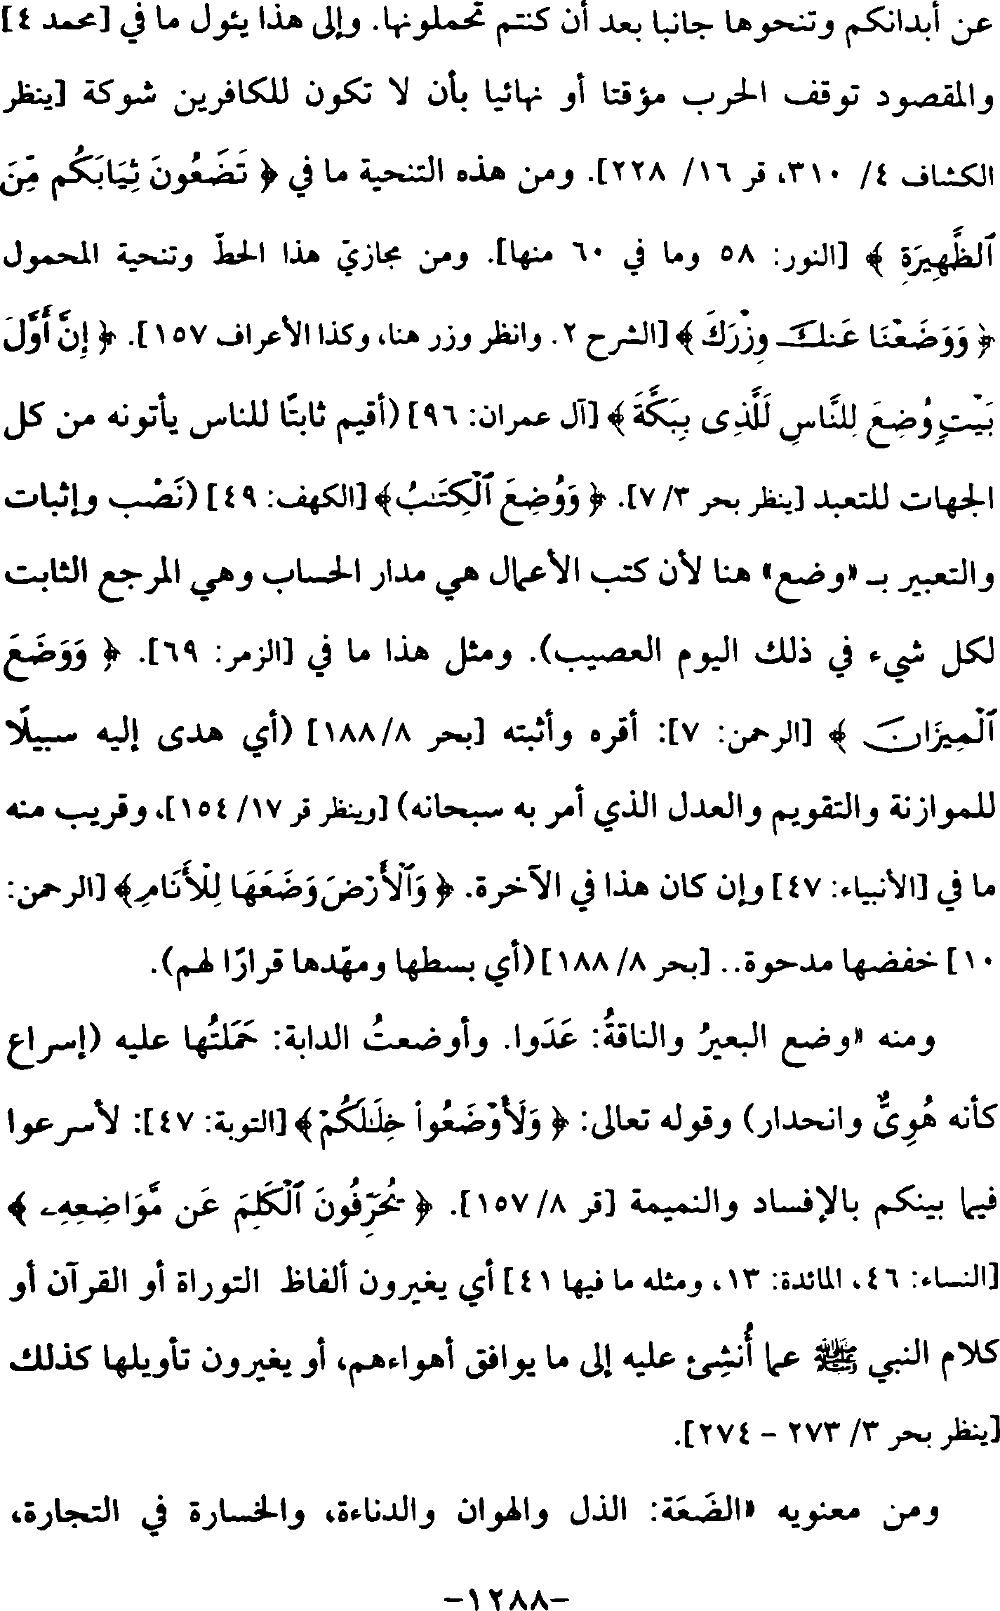 عن أبدانكم وتنحوها جانبا بعد أن كنتم تحملونها. وإلى هذا يئول ما في [محمد ٤]
والمقصود توقف الحرب مؤقتا أو نهائيا بأن لا تكون للكافرين شوكة [ينظر
الكشاف ٤/ ٣١٠، قر ١٦/ ٢٢٨]. ومن هذه التنحية ما في ﴿ تَضَعُونَ ثِيَابَكُم مِّنَ
ٱلظَّهِيرَةِ ﴾ [النور: ٥٨ وما في ٦٠ منها]. ومن مجازيّ هذا الحطّ وتنحية المحمول
﴿ وَوَضَعْنَا عَنكَ وِزْرَكَ ﴾ [الشرح ٢. وانظر وزر هنا، وكذا الأعراف ١٥٧]. ﴿ إِنَّ أَوَّلَ
بَيْتٍ وُضِعَ لِلنَّاسِ لَلَّذِى بِبَكَّةَ ﴾ [آل عمران: ٩٦] (أقيم ثابتًا للناس يأتونه من كل
الجهات للتعبد [ينظر بحر ٣/ ٧]. ﴿ وَوُضِعَ ٱلْكِتَٰبُ ﴾ [الكهف: ٤٩] (نَصْب وإثبات
والتعبير بـ «وضع» هنا لأن كتب الأعمال هي مدار الحساب وهي المرجع الثابت
لكل شيء في ذلك اليوم العصيب). ومثل هذا ما في [الزمر: ٦٩]. ﴿ وَوَضَعَ
ٱلْمِيزَانَ ﴾ [الرحمن: ٧]: أقره وأثبته [بحر ٨/ ١٨٨] (أي هدى إليه سبيلًا
للموازنة والتقويم والعدل الذي أمر به سبحانه) [وينظر قر ١٧/ ١٥٤]، وقريب منه
ما في [الأنبياء: ٤٧] وإن كان هذا في الآخرة. ﴿ وَٱلْأَرْضَ وَضَعَهَا لِلْأَنَامِ ﴾ [الرحمن:
١٠] خفضها مدحوة.. [بحر ٨/ ١٨٨] (أي بسطها ومهّدها قرارًا لهم).
ومنه «وضع البعيرُ والناقةُ: عَدَوا. وأوضعتُ الدابة: حَمَلتُها عليه (إسراع
كأنه هُوِىٌّ وانحدار) وقوله تعالى: ﴿ وَلَأَوْضَعُوا۟ خِلَٰلَكُمْ ﴾ [التوبة: ٤٧]: لأسرعوا
فيما بينكم بالإفساد والنميمة [قر ٨/ ١٥٧]. ﴿ يُحَرِّفُونَ ٱلْكَلِمَ عَن مَّوَاضِعِهِۦ ﴾
[النساء: ٤٦، المائدة: ١٣، ومثله ما فيها ٤١] أي يغيرون ألفاظ التوراة أو القرآن أو
كلام النبي ﷺ عما أُنشِئ عليه إلى ما يوافق أهواءهم، أو يغيرون تأويلها كذلك
[ينظر بحر ٣/ ٢٧٣ - ٢٧٤].
ومن معنويه «الضَعَة: الذل والهوان والدناءة، والخسارة في التجارة،
-١٢٨٨-